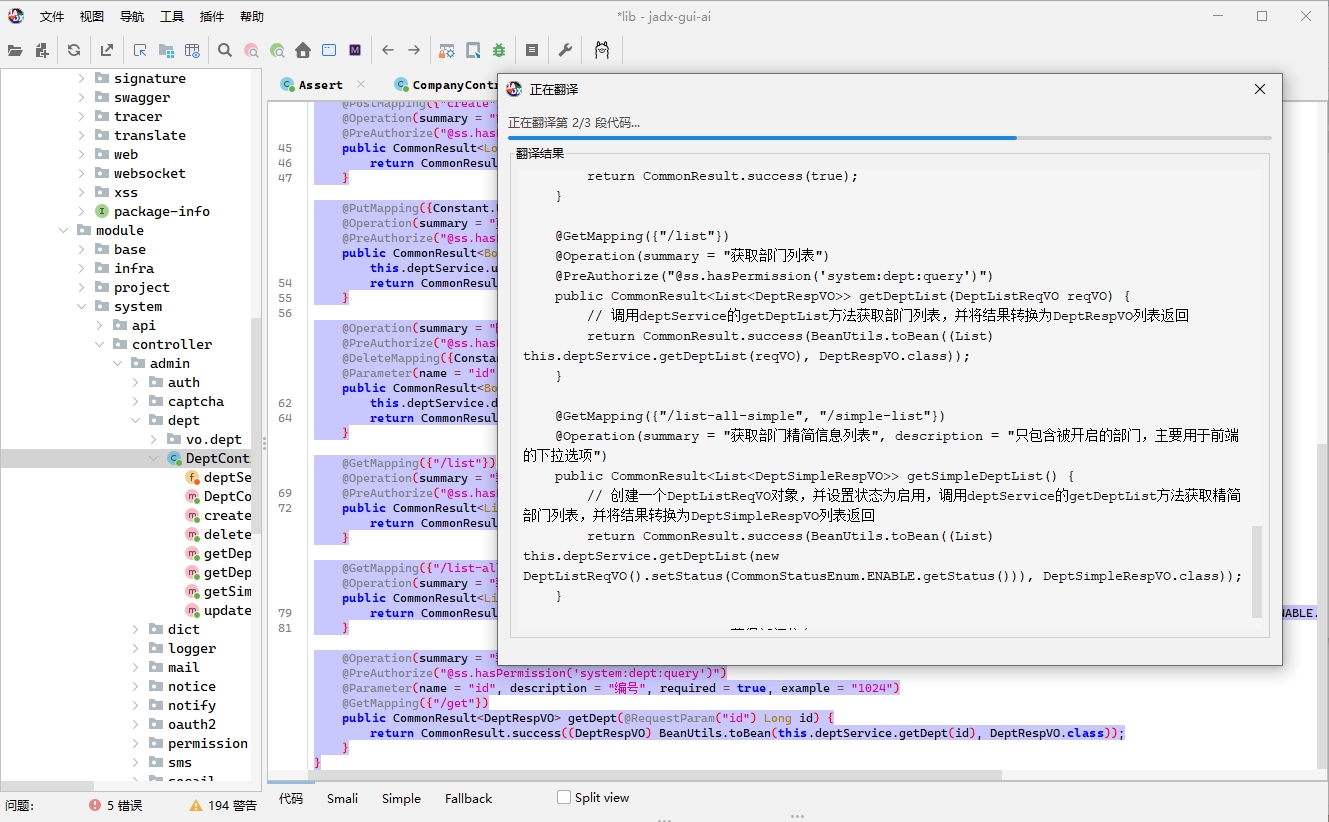 文件 视图 导航 工具 插件 帮助
*lib - jadx-gui-ai
signature
swagger
tracer
translate
web
websocket
xss
package-info
module
base
infra
project
system
api
controller
admin
auth
captcha
dept
vo.dept
DeptCont
deptSe
DeptCo
create
delete
getDep
getDep
getSim
update
dict
logger
mail
notice
notify
oauth2
permission
sms
问题:
5 错误
194 警告
Assert
CompanyContr
@PostMapping({"create"
@Operation(summary = "
@PreAuthorize("@ss.has
45 public CommonResult<Lo
46 return CommonResul
47 }
@PutMapping({Constant.
@Operation(summary = "
@PreAuthorize("@ss.has
public CommonResult<Bo
this.deptService.u
54 return CommonResul
55 }
56
@Operation(summary = "
@PreAuthorize("@ss.has
@DeleteMapping({Consta
@Parameter(name = "id"
public CommonResult<Bo
62 this.deptService.d
64 return CommonResul
}
@GetMapping({"/list"})
@Operation(summary = "
69 @PreAuthorize("@ss.has
72 public CommonResult<Li
return CommonResul
}
@GetMapping({"/list-al
@Operation(summary = "
public CommonResult<Li
79 return CommonResul
NABLE.
81 }
@Operation(summary = "
@PreAuthorize("@ss.hasPermission('system:dept:query')")
@Parameter(name = "id", description = "编号", required = true, example = "1024")
@GetMapping({"/get"})
public CommonResult<DeptRespVO> getDept(@RequestParam("id") Long id) {
return CommonResult.success((DeptRespVO) BeanUtils.toBean(this.deptService.getDept(id), DeptRespVO.class));
}
}
代码 Smali Simple Fallback Split view
正在翻译
正在翻译第 2/3 段代码...
翻译结果
return CommonResult.success(true);
}
@GetMapping({"/list"})
@Operation(summary = "获取部门列表")
@PreAuthorize("@ss.hasPermission('system:dept:query')")
public CommonResult<List<DeptRespVO>> getDeptList(DeptListReqVO reqVO) {
// 调用deptService的getDeptList方法获取部门列表，并将结果转换为DeptRespVO列表返回
return CommonResult.success(BeanUtils.toBean((List)
this.deptService.getDeptList(reqVO), DeptRespVO.class));
}
@GetMapping({"/list-all-simple", "/simple-list"})
@Operation(summary = "获取部门精简信息列表", description = "只包含被开启的部门，主要用于前端
的下拉选项")
public CommonResult<List<DeptSimpleRespVO>> getSimpleDeptList() {
// 创建一个DeptListReqVO对象，并设置状态为启用，调用deptService的getDeptList方法获取精简
部门列表，并将结果转换为DeptSimpleRespVO列表返回
return CommonResult.success(BeanUtils.toBean((List)
this.deptService.getDeptList(new
DeptListReqVO().setStatus(CommonStatusEnum.ENABLE.getStatus())), DeptSimpleRespVO.class));
}